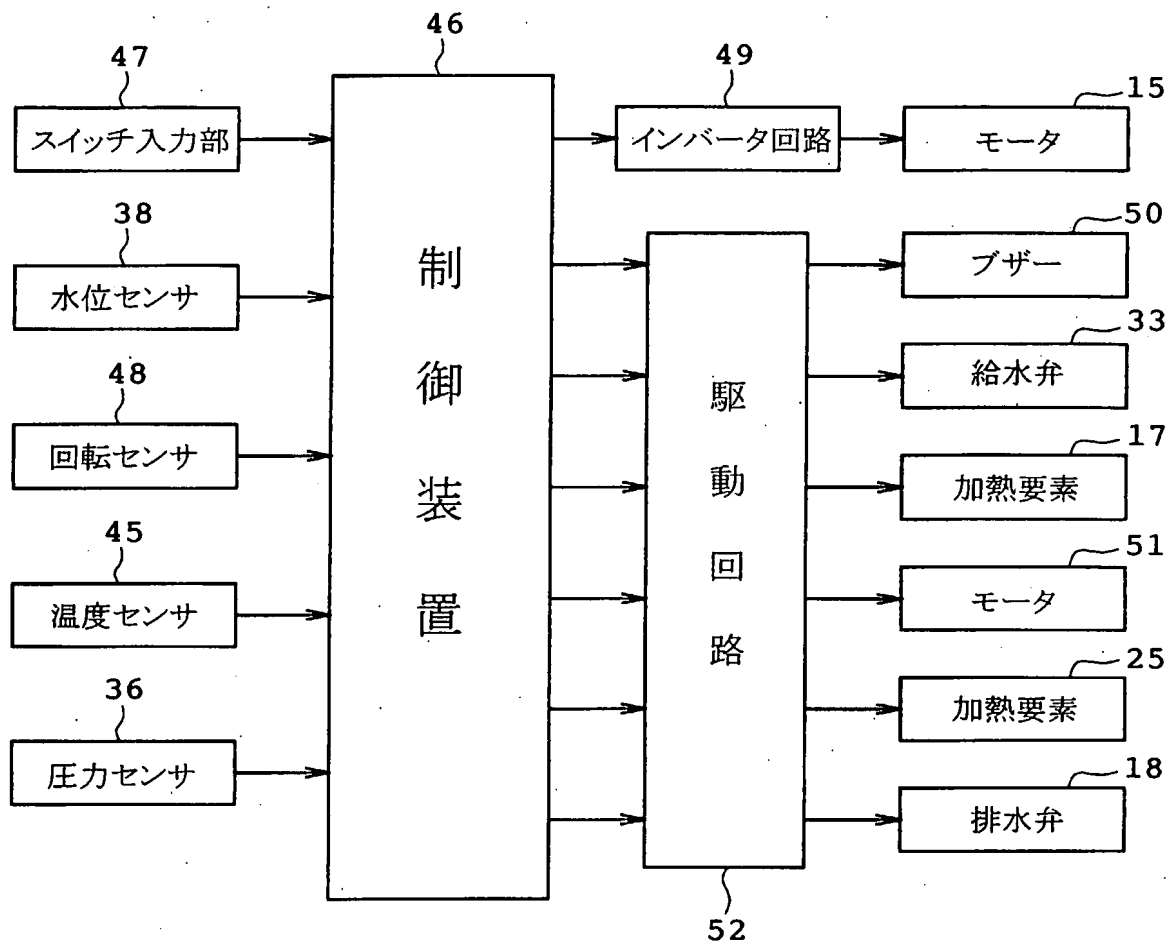 46
47
49
15
スイッチ入力部
インバータ回路
モータ
38
50
水位センサ
制御装置
ブザー
33
48
給水弁
回転センサ
駆動回路
17
加熱要素
45
51
温度センサ
モータ
25
36
加熱要素
圧力センサ
18
排水弁
52